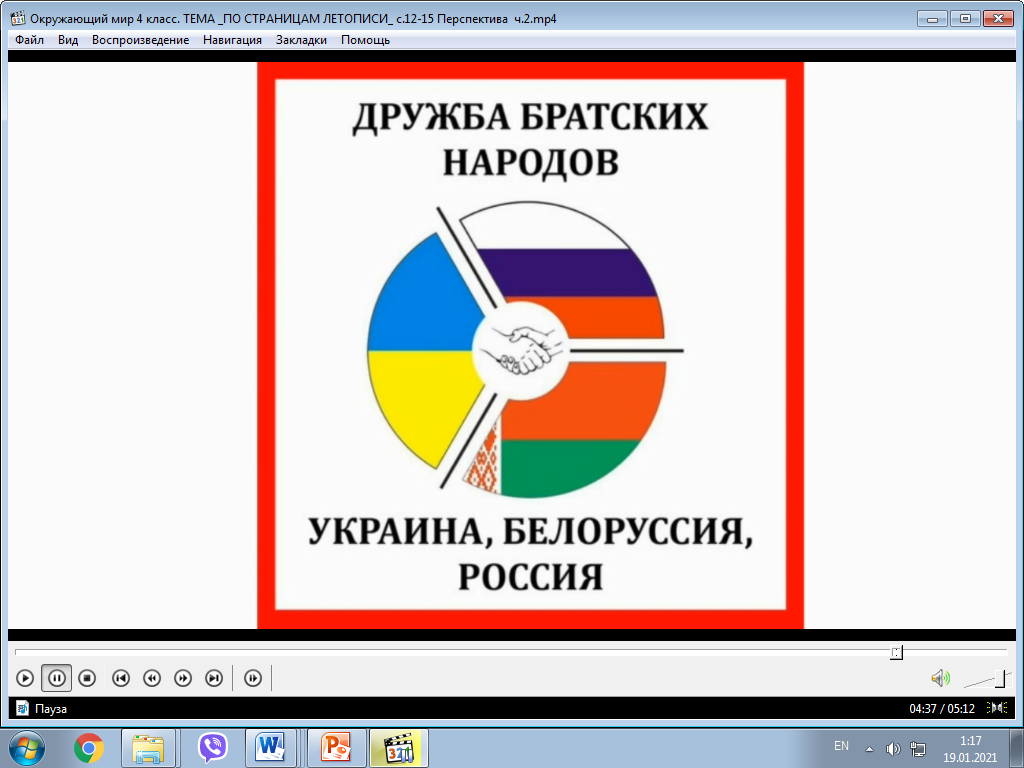 Окружающий мир 4 класс. ТЕМА _ПО СТРАНИЦАМ ЛЕТОПИСИ_ с.12-15 Перспектива  ч.2.mp4
Файл Вид Воспроизведение Навигация Закладки Помощь
ДРУЖБА БРАТСКИХ
НАРОДОВ
УКРАИНА, БЕЛОРУССИЯ,
РОССИЯ
Пауза 04:37 / 05:12
EN 1:17
19.01.2021